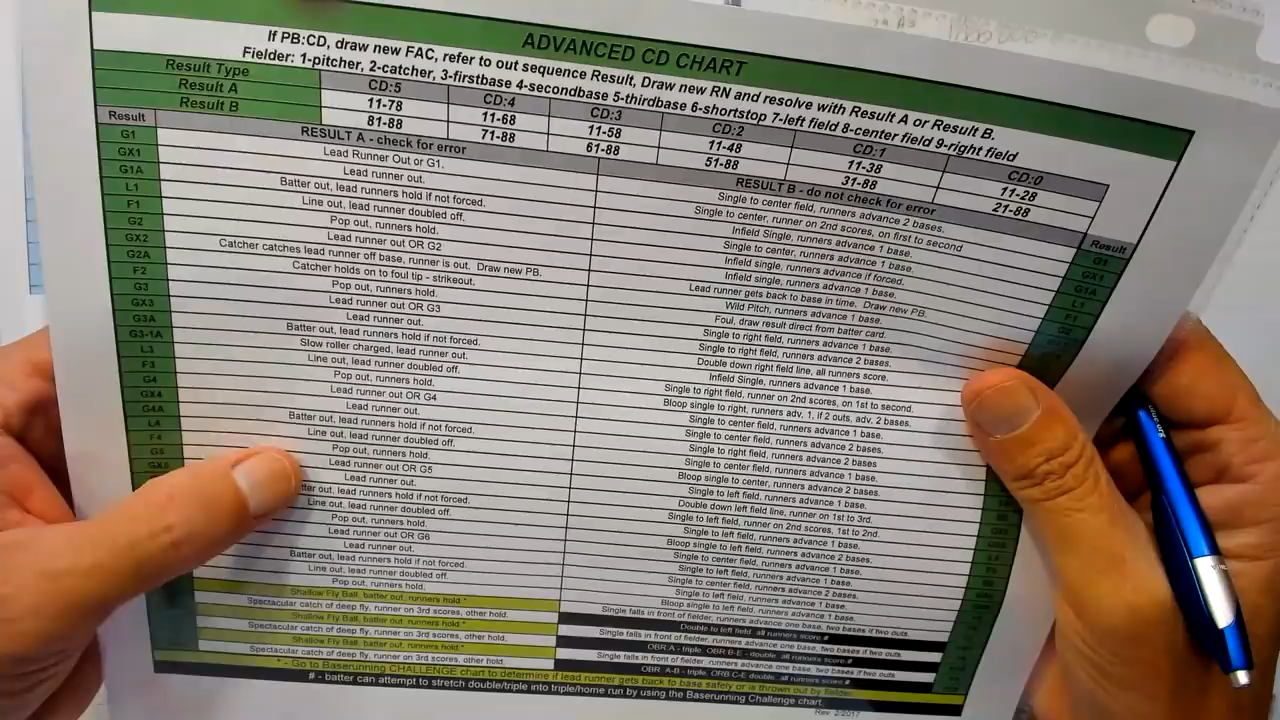 ADVANCED CD CHART
If PB:CD, draw new FAC, refer to out sequence Result, Draw new RN and resolve with Result A or Result B.
Fielder: 1-pitcher, 2-catcher, 3-firstbase 4-secondbase 5-thirdbase 6-shortstop 7-left field 8-center field 9-right field
Result Type CD:5 CD:4 CD:3 CD:2 CD:1 CD:0
Result A 11-78 11-68 11-58 11-48 11-38 11-28
Result B 81-88 71-88 61-88 51-88 31-88 21-88
Result RESULT A - check for error RESULT B - do not check for error Result
G1 Lead Runner Out or G1. Single to center field, runners advance 2 bases. G1
GX1 Lead runner out. Single to center, runner on 2nd scores, on first to second GX1
G1A Batter out, lead runners hold if not forced. Infield Single, runners advance 1 base. G1A
L1 Line out, lead runner doubled off. Single to center, runners advance 1 base. L1
F1 Pop out, runners hold. Infield single, runners advance if forced. F1
G2 Lead runner out OR G2 Infield single, runners advance 1 base. G2
GX2 Catcher catches lead runner off base, runner is out. Draw new PB. Lead runner gets back to base in time. Draw new PB.
G2A Catcher holds on to foul tip - strikeout. Wild Pitch, runners advance 1 base.
F2 Pop out, runners hold. Foul, draw result direct from batter card.
G3 Lead runner out OR G3 Single to right field, runners advance 1 base.
GX3 Lead runner out. Single to right field, runners advance 2 bases.
G3A Batter out, lead runners hold if not forced. Double down right field line, all runners score.
G3-1A Slow roller charged, lead runner out. Infield Single, runners advance 1 base.
L3 Line out, lead runner doubled off. Single to right field, runner on 2nd scores, on 1st to second.
F3 Pop out, runners hold. Bloop single to right, runners adv, 1, if 2 outs, adv, 2 bases.
G4 Lead runner out OR G4 Single to center field, runners advance 1 base.
GX4 Lead runner out. Single to center field, runners advance 2 bases.
G4A Batter out, lead runners hold if not forced. Single to right field, runners advance 2 bases
L4 Line out, lead runner doubled off. Single to center field, runners advance 1 base.
F4 Pop out, runners hold. Bloop single to center, runners advance 2 bases.
G5 Lead runner out OR G5 Single to left field, runners advance 1 base.
Lead runner out. Double down left field line, runner on 1st to 3rd.
out, lead runners hold if not forced. Single to left field, runner on 2nd scores, 1st to 2nd.
Line out, lead runner doubled off. Single to left field, runners advance 1 base.
Pop out, runners hold. Bloop single to left field, runners advance 2 bases.
Lead runner out OR G6 Single to center field, runners advance 1 base.
Lead runner out. Single to left field, runners advance 1 base.
Batter out, lead runners hold if not forced. Single to center field, runners advance 2 bases.
Line out, lead runner doubled off. Single to left field, runners advance 1 base.
Pop out, runners hold. Bloop single to left field, runners advance 1 base.
Shallow Fly Ball, batter out, runners hold.* Single falls in front of fielder, runners advance one base, two bases if two outs.
Spectacular catch of deep fly, runner on 3rd scores, other hold. Double to left field, all runners score.#
Shallow Fly Ball, batter out, runners hold.* Single falls in front of fielder, runners advance one base, two bases if two outs.
Spectacular catch of deep fly, runner on 3rd scores, other hold. OBR:A - triple, OBR B-E - double, all runners score.#
Shallow Fly Ball, batter out, runners hold.* Single falls in front of fielder, runners advance one base, two bases if two outs
Spectacular catch of deep fly, runner on 3rd scores, other hold. OBR: A-B - triple, ORB C-E double, all runners score#
* - Go to Baserunning CHALLENGE chart to determine if lead runner gets back to base safely or is thrown out by fielder.
# - batter can attempt to stretch double/triple into triple/home run by using the Baserunning Challenge chart.
Rev. 2/2017